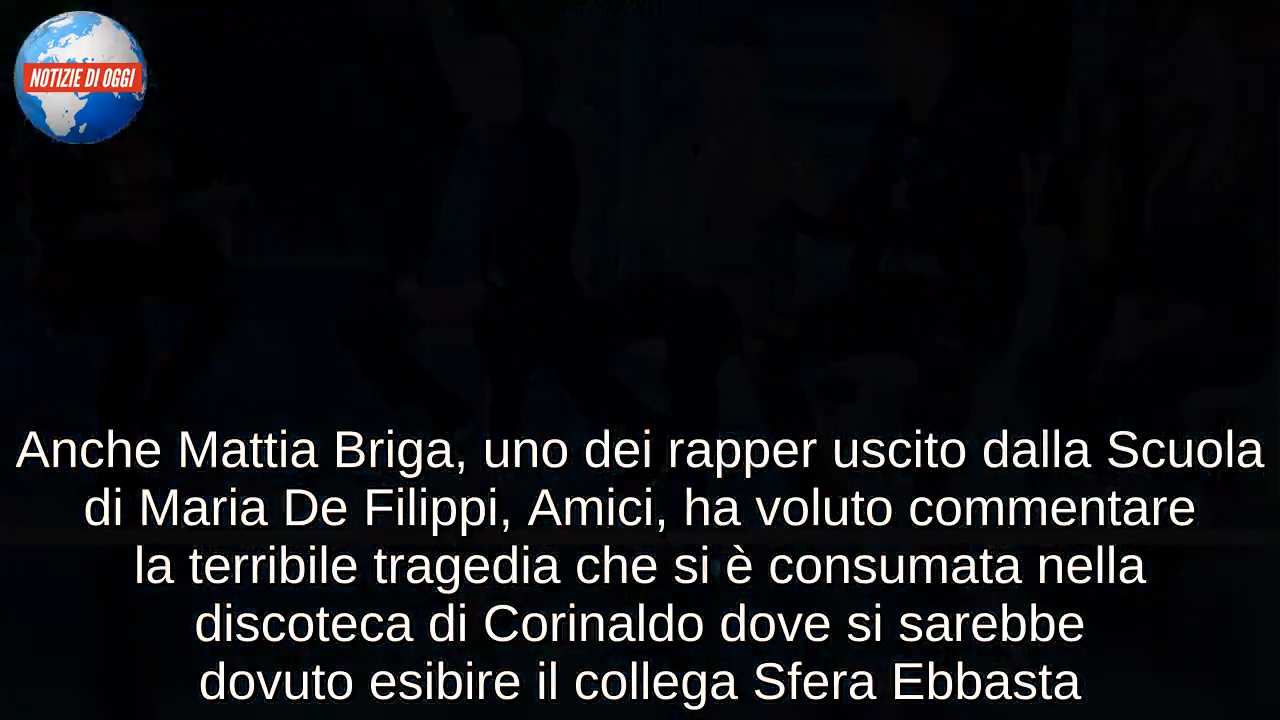 NOTIZIE DI OGGI
Anche Mattia Briga, uno dei rapper uscito dalla Scuola
di Maria De Filippi, Amici, ha voluto commentare
la terribile tragedia che si è consumata nella
discoteca di Corinaldo dove si sarebbe
dovuto esibire il collega Sfera Ebbasta